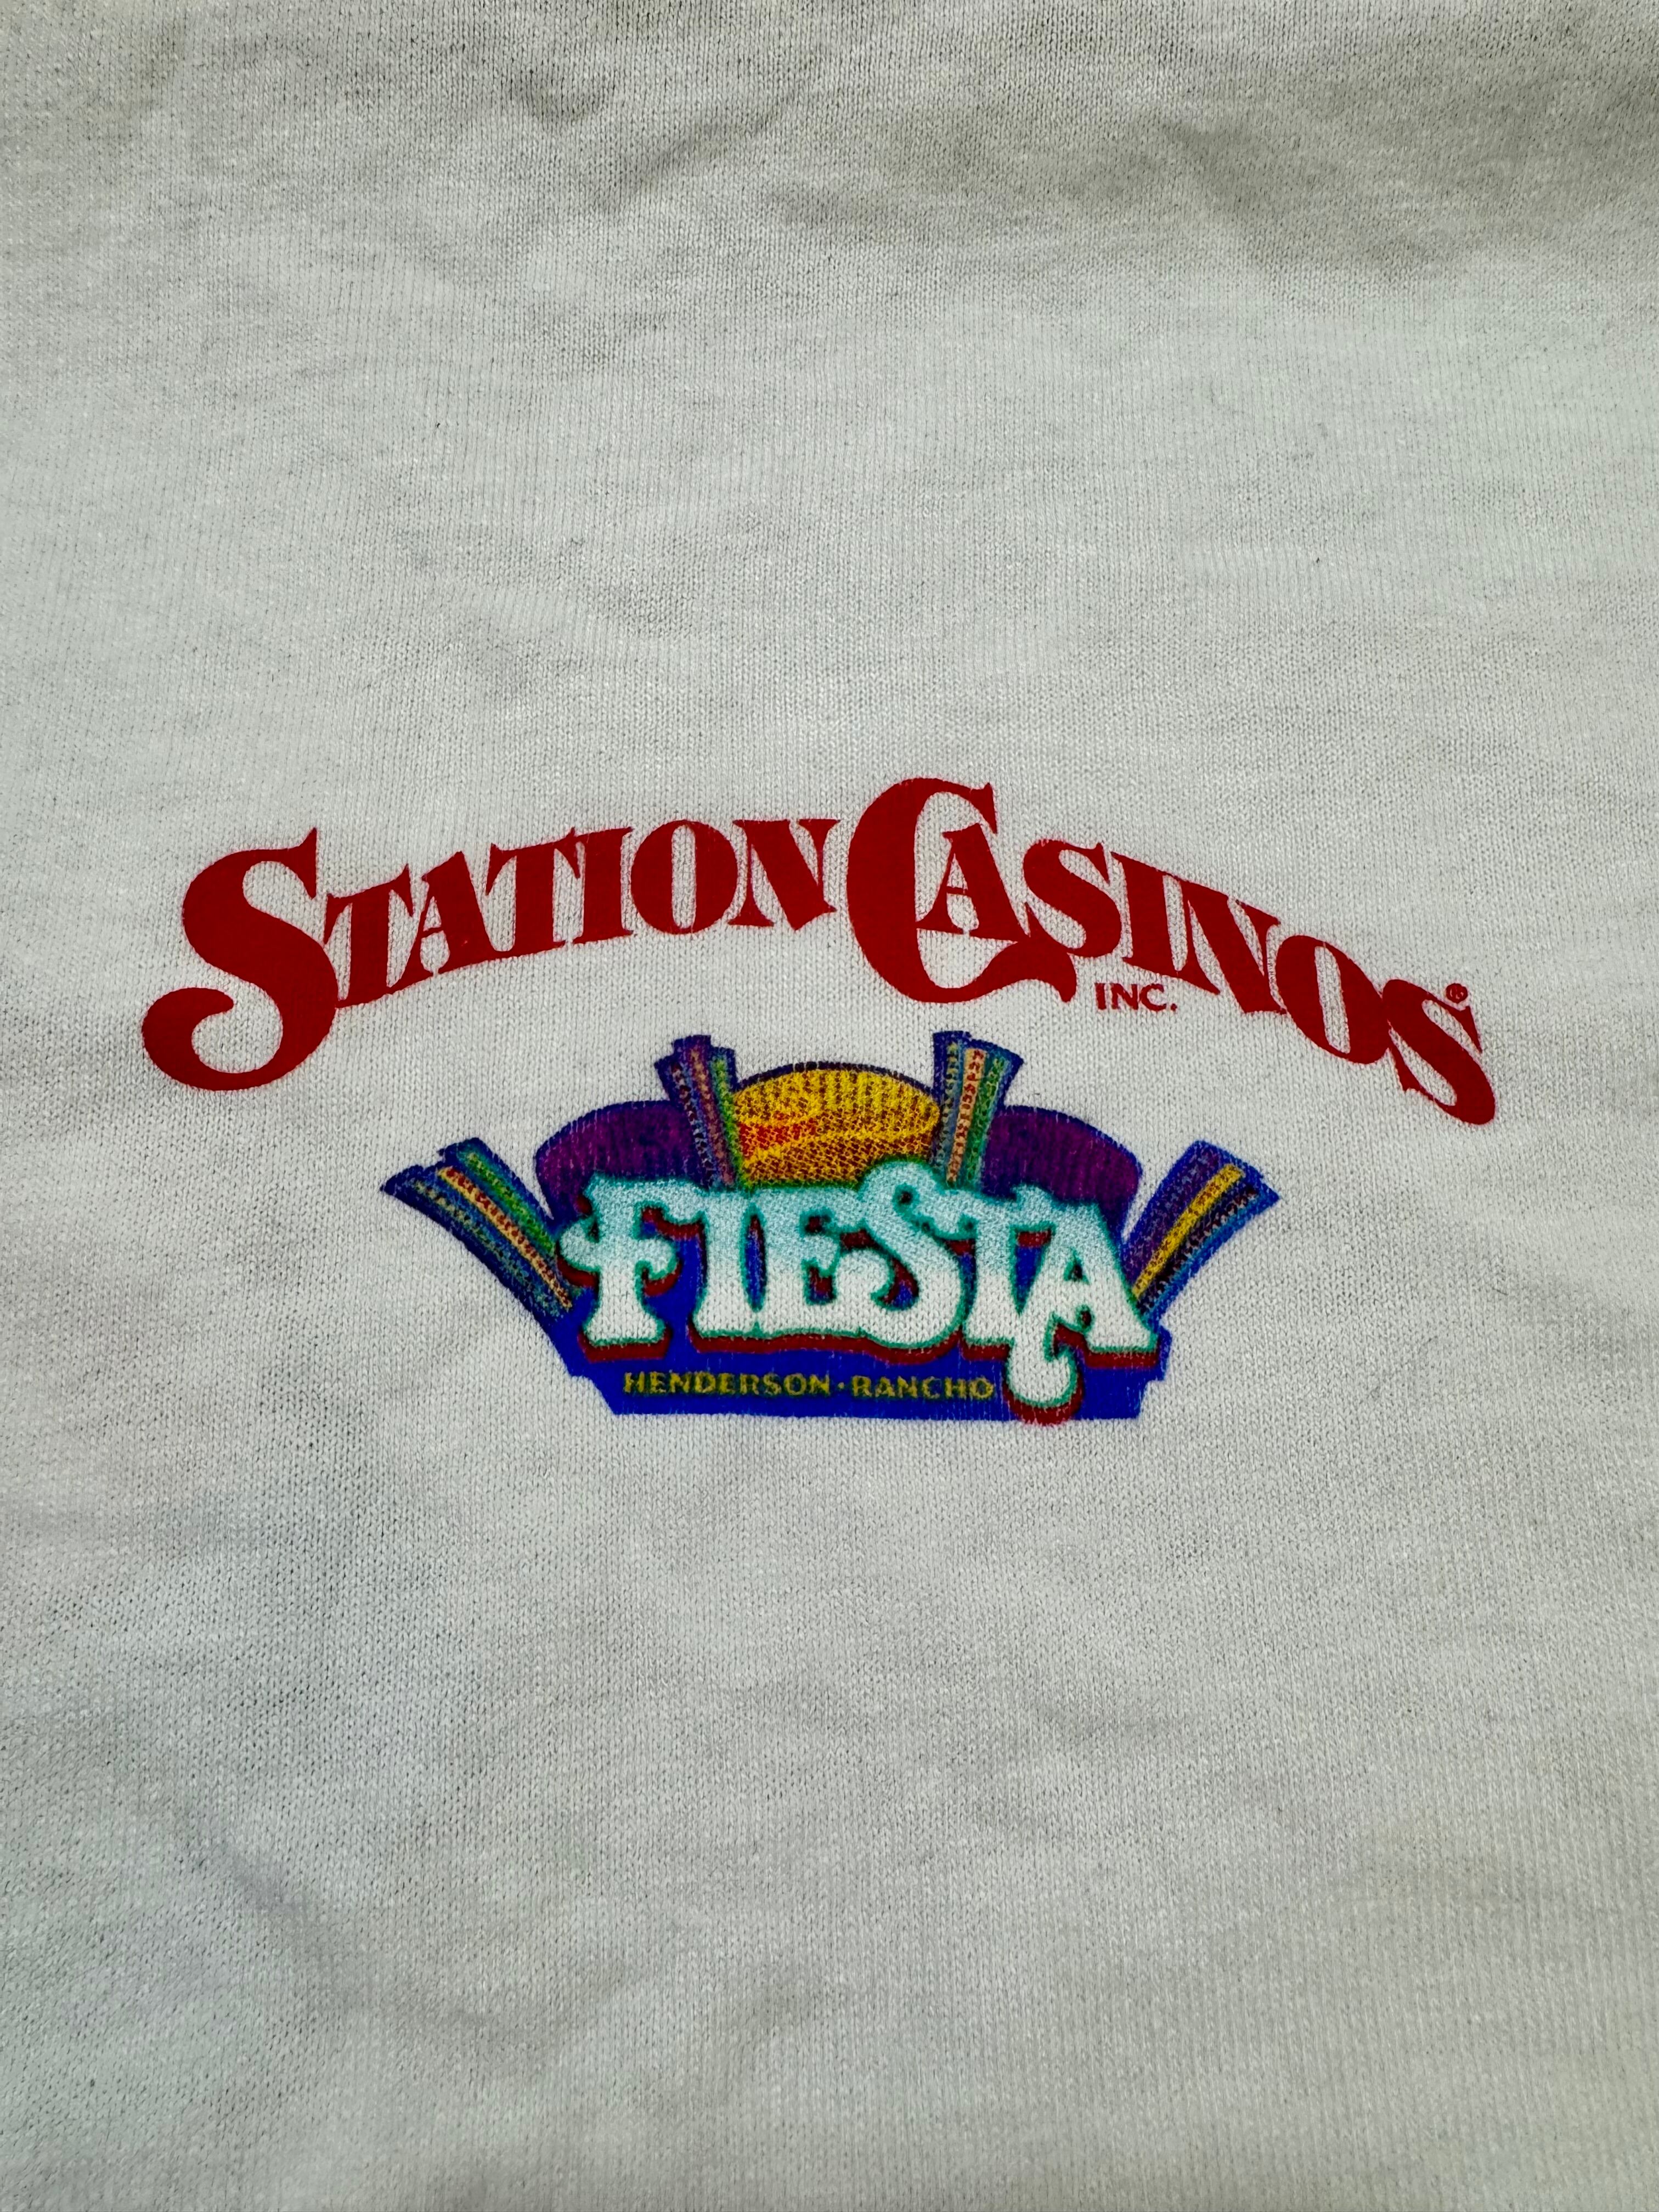 STATION CASINOS®
INC.
FIESTA
HENDERSON·RANCHO